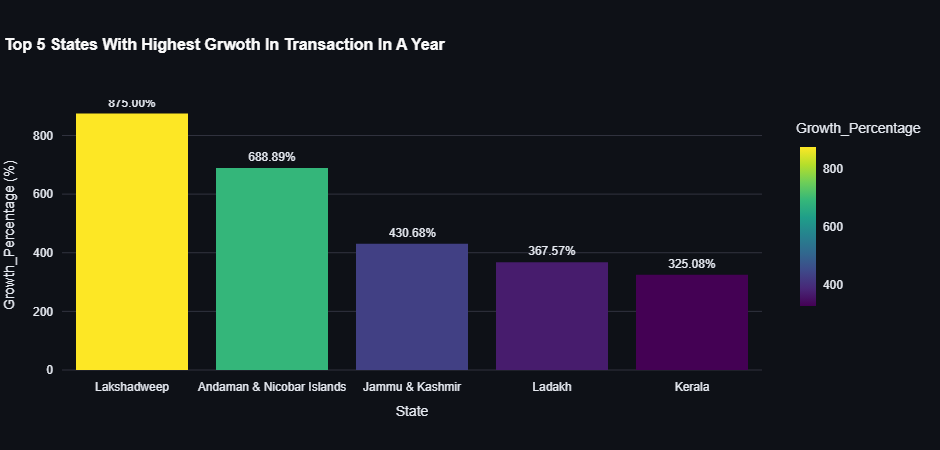 Top 5 States With Highest Grwoth In Transaction In A Year
Growth_Percentage (%)
800
600
400
200
0
875.00%
688.89%
430.68%
367.57%
325.08%
Lakshadweep
Andaman & Nicobar Islands
Jammu & Kashmir
Ladakh
Kerala
State
Growth_Percentage
800
600
400